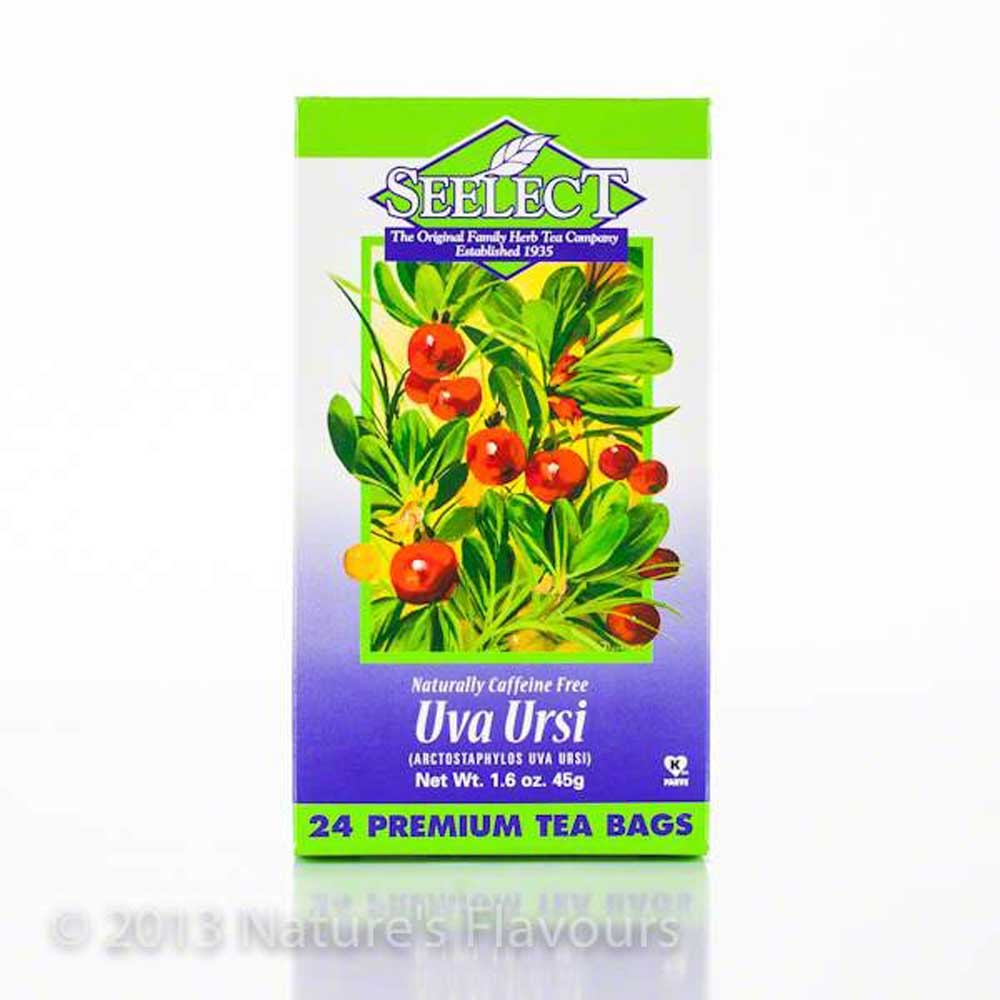 SEELECT
The Original Family Herb Tea Company
Established 1935
Naturally Caffeine Free
Uva Ursi
(ARCTOSTAPHYLOS UVA URSI)
Net Wt. 1.6 oz. 45g
K
PARVE
24 PREMIUM TEA BAGS
© 2013 Nature's Flavours